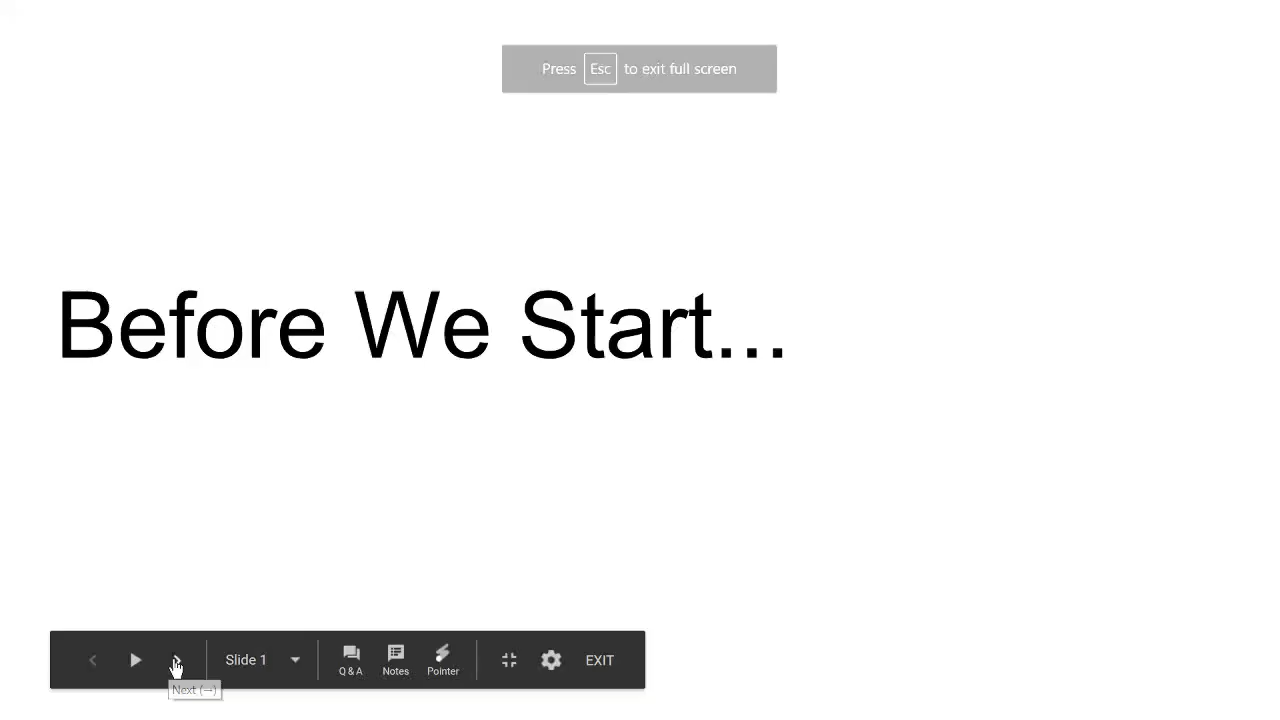 Press Esc to exit full screen
Before We Start...
Slide 1
Q & A
Notes
Pointer
EXIT
Next (→)